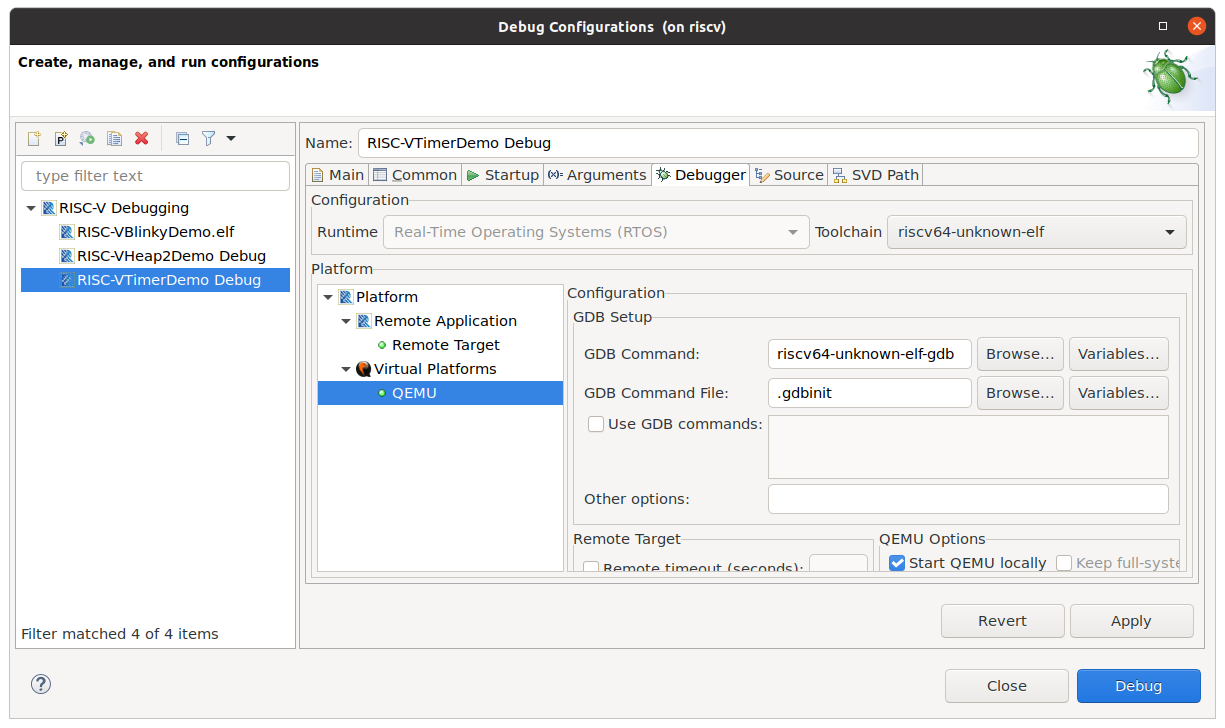 Debug Configurations (on riscv)
Create, manage, and run configurations
P
type filter text
RISC-V Debugging
RISC-VBlinkyDemo.elf
RISC-VHeap2Demo Debug
RISC-VTimerDemo Debug
Filter matched 4 of 4 items
Name: RISC-VTimerDemo Debug
Main Common Startup (x)= Arguments Debugger Source SVD Path
Configuration
Runtime Real-Time Operating Systems (RTOS) Toolchain riscv64-unknown-elf
Platform
Platform
Remote Application
Remote Target
Virtual Platforms
QEMU
Configuration
GDB Setup
GDB Command: riscv64-unknown-elf-gdb Browse... Variables...
GDB Command File: .gdbinit Browse... Variables...
Use GDB commands:
Other options:
Remote Target
Remote timeout (seconds):
QEMU Options
Start QEMU locally Keep full-syste
Revert Apply
? Close Debug